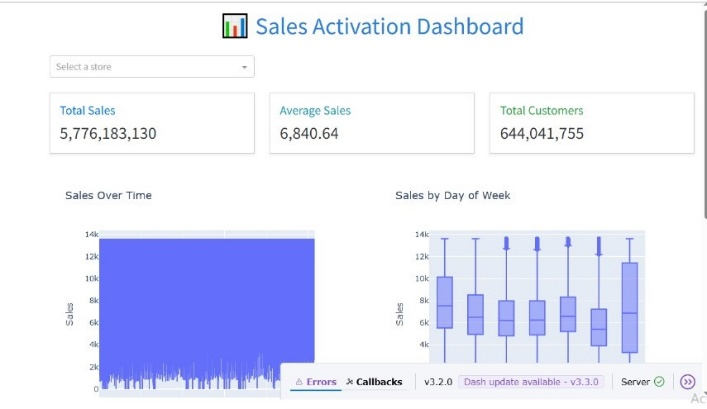 Sales Activation Dashboard
Select a store
Total Sales
5,776,183,130
Average Sales
6,840.64
Total Customers
644,041,755
Sales Over Time
Sales by Day of Week
Sales
14k
12k
10k
8k
6k
4k
2k
0
Sales
14k
12k
10k
8k
6k
4k
Errors Callbacks v3.2.0 Dash update available - v3.3.0 Server
Ac